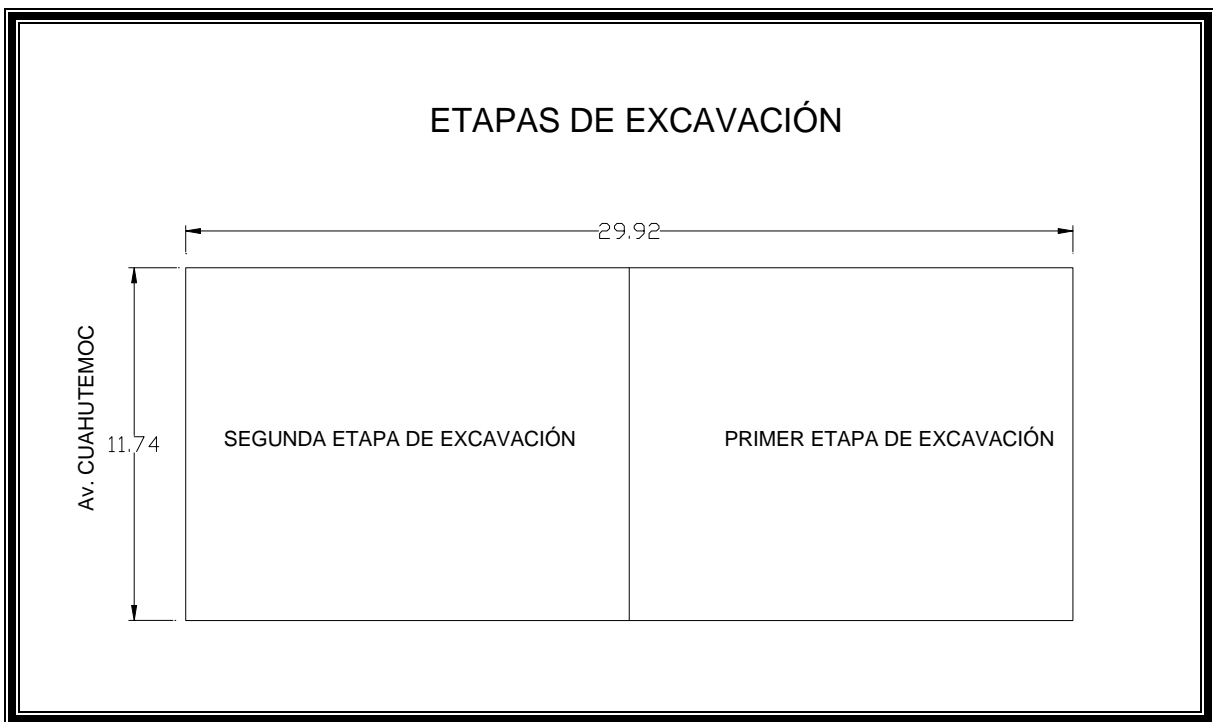 ETAPAS DE EXCAVACIÓN
29.92
Av. CUAHUTEMOC
11.74
SEGUNDA ETAPA DE EXCAVACIÓN
PRIMER ETAPA DE EXCAVACIÓN